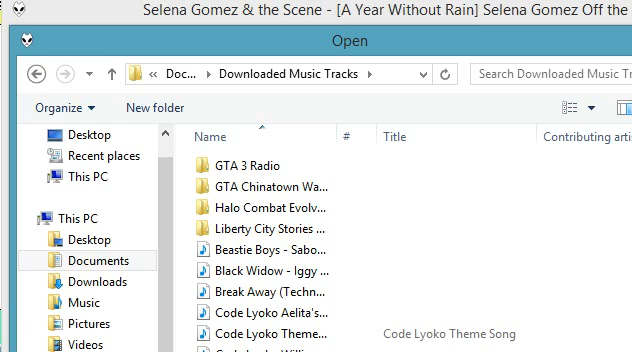 Selena Gomez & the Scene - [A Year Without Rain] Selena Gomez Off the
Open
« Doc... Downloaded Music Tracks
Search Downloaded Music Tr
Organize New folder
Name # Title Contributing artis
Desktop
Recent places
This PC
This PC
Desktop
Documents
Downloads
Music
Pictures
Videos
GTA 3 Radio
GTA Chinatown Wa...
Halo Combat Evolv...
Liberty City Stories ...
Beastie Boys - Sabo...
Black Widow - Iggy ...
Break Away (Techn...
Code Lyoko Aelita's...
Code Lyoko Theme... Code Lyoko Theme Song